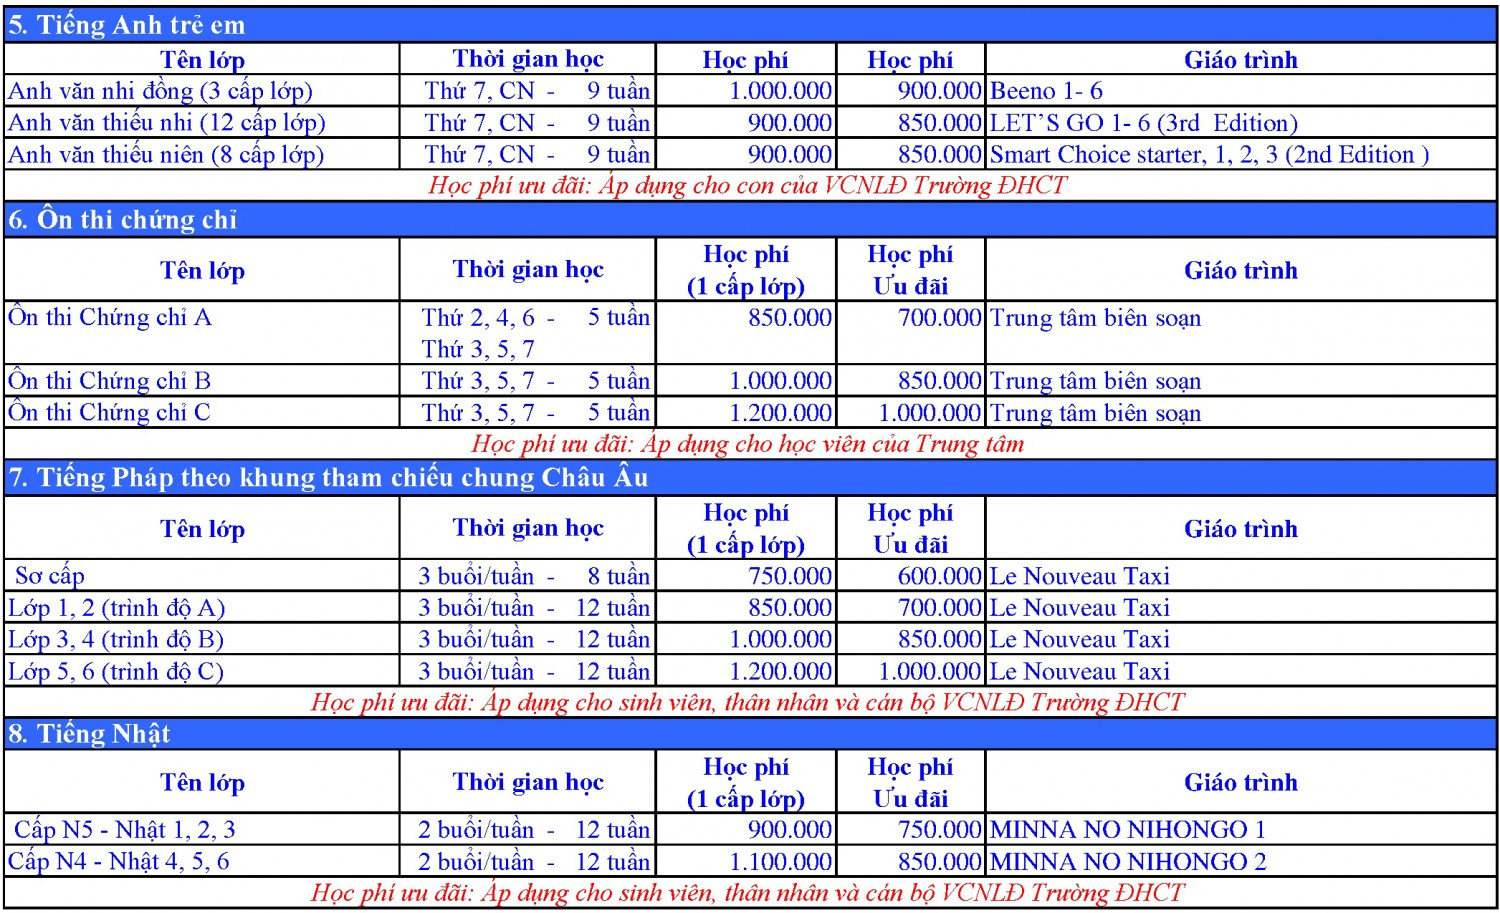 5. Tiếng Anh trẻ em
Tên lớp Thời gian học Học phí Học phí Giáo trình
Anh văn nhi đồng (3 cấp lớp) Thứ 7, CN - 9 tuần 1.000.000 900.000 Beeno 1- 6
Anh văn thiếu nhi (12 cấp lớp) Thứ 7, CN - 9 tuần 900.000 850.000 LET’S GO 1- 6 (3rd Edition)
Anh văn thiếu niên (8 cấp lớp) Thứ 7, CN - 9 tuần 900.000 850.000 Smart Choice starter, 1, 2, 3 (2nd Edition )
Học phí ưu đãi: Áp dụng cho con của VCNLĐ Trường ĐHCT
6. Ôn thi chứng chỉ
Tên lớp Thời gian học Học phí (1 cấp lớp) Học phí Ưu đãi Giáo trình
Ôn thi Chứng chỉ A Thứ 2, 4, 6 - 5 tuần 850.000 700.000 Trung tâm biên soạn
Thứ 3, 5, 7
Ôn thi Chứng chỉ B Thứ 3, 5, 7 - 5 tuần 1.000.000 850.000 Trung tâm biên soạn
Ôn thi Chứng chỉ C Thứ 3, 5, 7 - 5 tuần 1.200.000 1.000.000 Trung tâm biên soạn
Học phí ưu đãi: Áp dụng cho học viên của Trung tâm
7. Tiếng Pháp theo khung tham chiếu chung Châu Âu
Tên lớp Thời gian học Học phí (1 cấp lớp) Học phí Ưu đãi Giáo trình
Sơ cấp 3 buổi/tuần - 8 tuần 750.000 600.000 Le Nouveau Taxi
Lớp 1, 2 (trình độ A) 3 buổi/tuần - 12 tuần 850.000 700.000 Le Nouveau Taxi
Lớp 3, 4 (trình độ B) 3 buổi/tuần - 12 tuần 1.000.000 850.000 Le Nouveau Taxi
Lớp 5, 6 (trình độ C) 3 buổi/tuần - 12 tuần 1.200.000 1.000.000 Le Nouveau Taxi
Học phí ưu đãi: Áp dụng cho sinh viên, thân nhân và cán bộ VCNLĐ Trường ĐHCT
8. Tiếng Nhật
Tên lớp Thời gian học Học phí (1 cấp lớp) Học phí Ưu đãi Giáo trình
Cấp N5 - Nhật 1, 2, 3 2 buổi/tuần - 12 tuần 900.000 750.000 MINNA NO NIHONGO 1
Cấp N4 - Nhật 4, 5, 6 2 buổi/tuần - 12 tuần 1.100.000 850.000 MINNA NO NIHONGO 2
Học phí ưu đãi: Áp dụng cho sinh viên, thân nhân và cán bộ VCNLĐ Trường ĐHCT